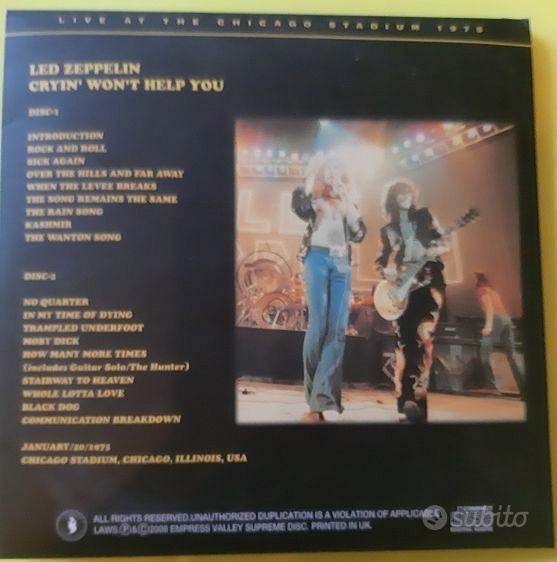 LIVE AT THE CHICAGO STADIUM 1975
LED ZEPPELIN
CRYIN' WON'T HELP YOU
DISC-1
INTRODUCTION
ROCK AND ROLL
SICK AGAIN
OVER THE HILLS AND FAR AWAY
WHEN THE LEVEE BREAKS
THE SONG REMAINS THE SAME
THE RAIN SONG
KASHMIR
THE WANTON SONG
DISC-2
NO QUARTER
IN MY TIME OF DYING
TRAMPLED UNDERFOOT
MOBY DICK
HOW MANY MORE TIMES
(includes Guitar Solo/The Hunter)
STAIRWAY TO HEAVEN
WHOLE LOTTA LOVE
BLACK DOG
COMMUNICATION BREAKDOWN
JANUARY/20/1975
CHICAGO STADIUM, CHICAGO, ILLINOIS, USA
ALL RIGHTS RESERVED.UNAUTHORIZED DUPLICATION IS A VIOLATION OF APPLICABLE
LAWS Ⓟ&©2008 EMPRESS VALLEY SUPREME DISC. PRINTED IN UK.
subito